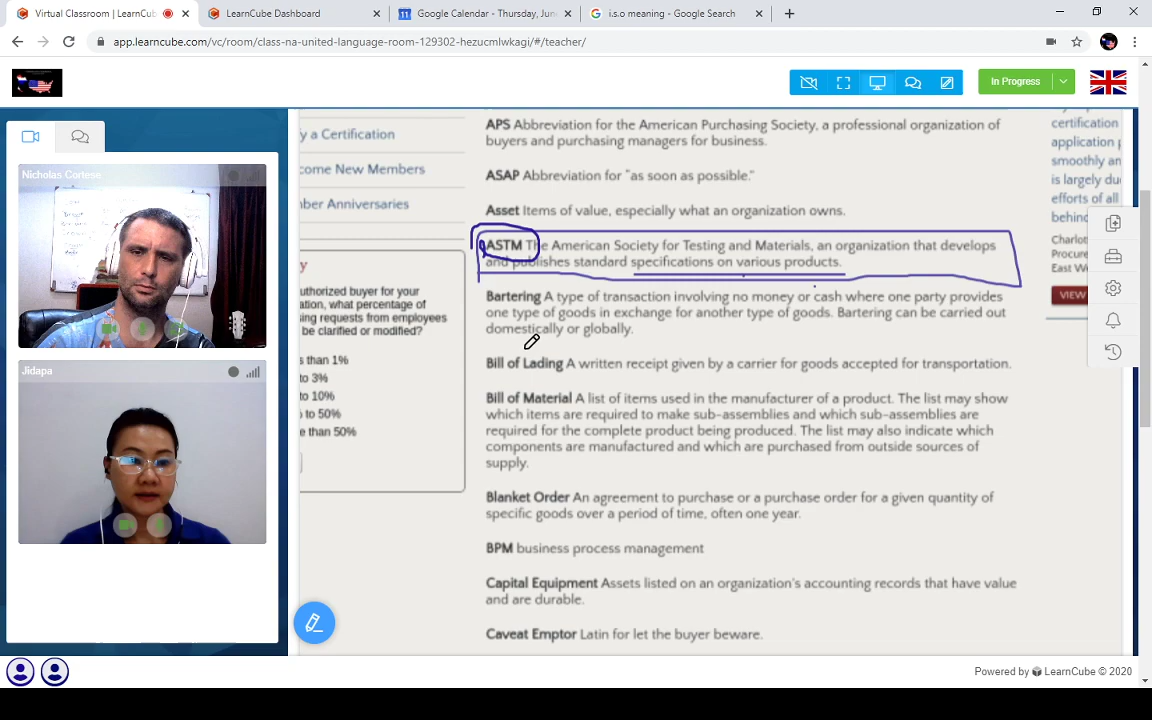 Virtual Classroom | LearnCub
LearnCube Dashboard
Google Calendar - Thursday, Jun
i.s.o meaning - Google Search
app.learncube.com/vc/room/class-na-united-language-room-129302-hezucmlwkagi/#/teacher/
In Progress
Nicholas Cortese
Jidapa
y a Certification
come New Members
ber Anniversaries
y
uthorized buyer for your
ation, what percentage of
ing requests from employees
be clarified or modified?
s than 1%
to 3%
to 10%
to 50%
e than 50%
APS Abbreviation for the American Purchasing Society, a professional organization of
buyers and purchasing managers for business.
ASAP Abbreviation for "as soon as possible."
Asset Items of value, especially what an organization owns.
ASTM The American Society for Testing and Materials, an organization that develops
and publishes standard specifications on various products.
Bartering A type of transaction involving no money or cash where one party provides
one type of goods in exchange for another type of goods. Bartering can be carried out
domestically or globally.
Bill of Lading A written receipt given by a carrier for goods accepted for transportation.
Bill of Material A list of items used in the manufacturer of a product. The list may show
which items are required to make sub-assemblies and which sub-assemblies are
required for the complete product being produced. The list may also indicate which
components are manufactured and which are purchased from outside sources of
supply.
Blanket Order An agreement to purchase or a purchase order for a given quantity of
specific goods over a period of time, often one year.
BPM business process management
Capital Equipment Assets listed on an organization's accounting records that have value
and are durable.
Caveat Emptor Latin for let the buyer beware.
certification
application
smoothly an
is largely du
efforts of all
behin
Charlot
Procure
East We
VIEW
Powered by LearnCube © 2020